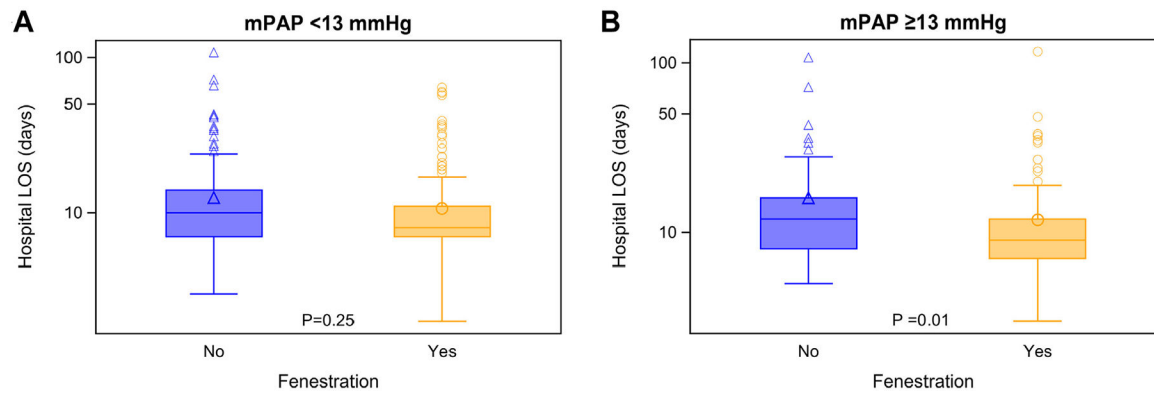 A
mPAP <13 mmHg
Hospital LOS (days)
100
50
10
P=0.25
No
Yes
Fenestration
B
mPAP ≥13 mmHg
Hospital LOS (days)
100
50
10
P =0.01
No
Yes
Fenestration